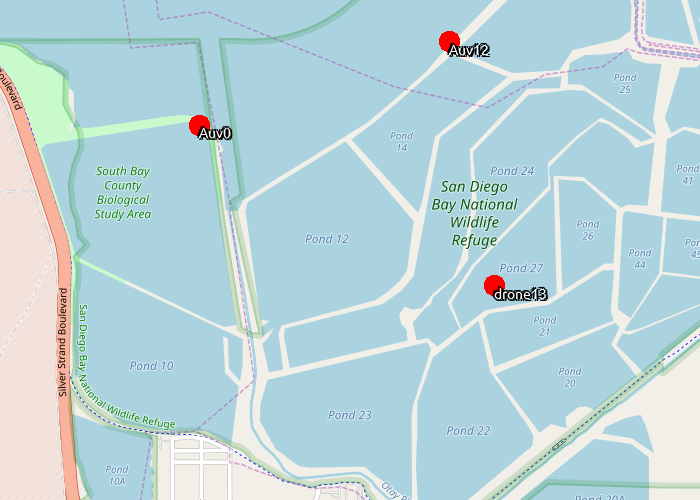 Auv12
Pond
25
Auv0
Pond
14
Pond 24
Pond
41
South Bay
County
Biological
Study Area
San Diego
Bay National
Wildlife
Refuge
Pond 12
Pond
26
Pond
44
Pond 27
drone13
Pond
21
Silver Strand Boulevard
San Diego Bay National Wildlife Refuge
Pond 10
Pond
20
Pond 23
Pond 22
Pond
10A
Pond 20A